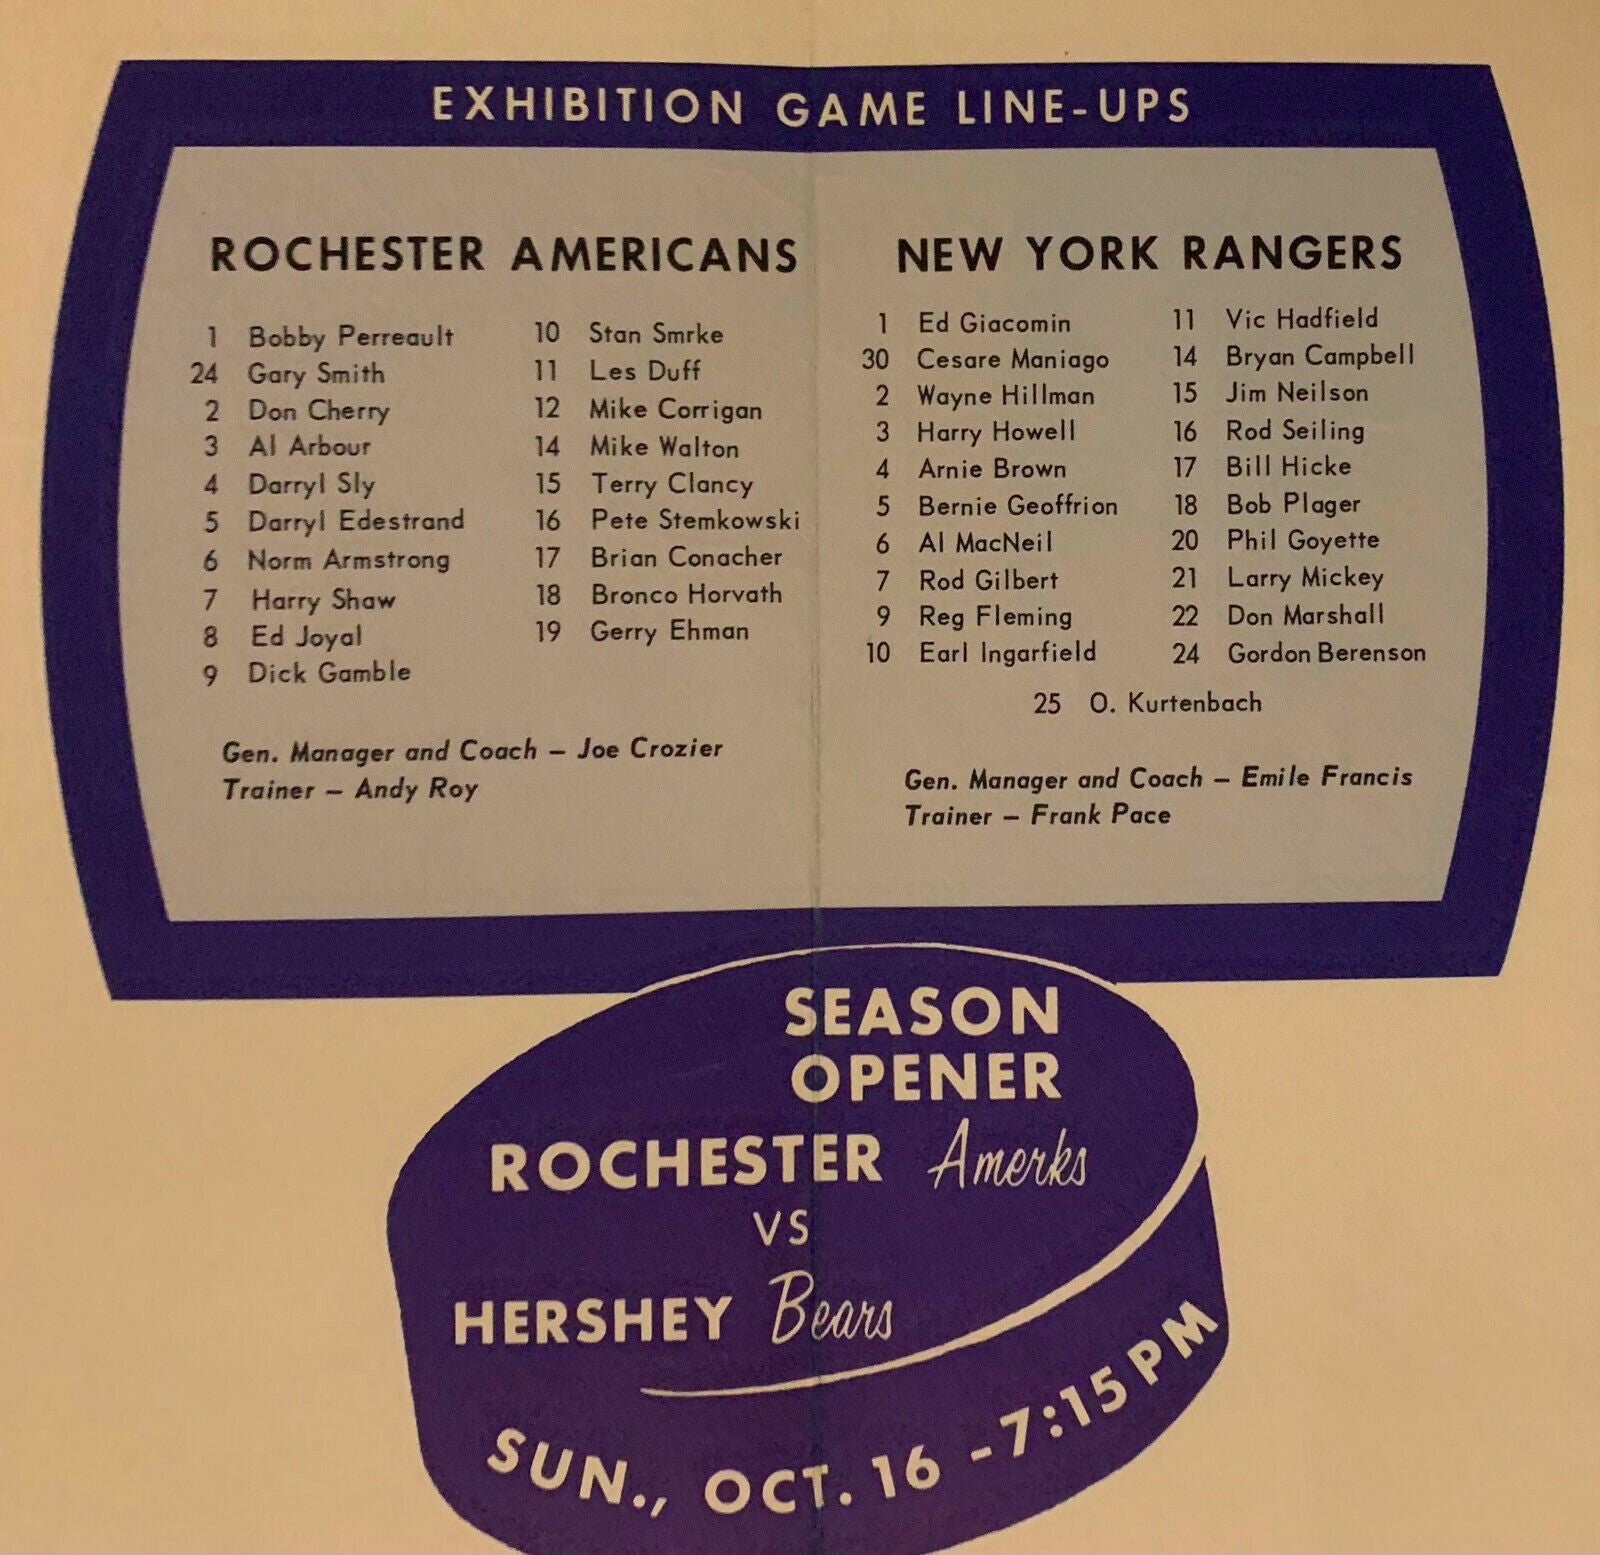 EXHIBITION GAME LINE-UPS
ROCHESTER AMERICANS
1 Bobby Perreault
24 Gary Smith
2 Don Cherry
3 Al Arbour
4 Darryl Sly
5 Darryl Edestrand
6 Norm Armstrong
7 Harry Shaw
8 Ed Joyal
9 Dick Gamble
10 Stan Smrke
11 Les Duff
12 Mike Corrigan
14 Mike Walton
15 Terry Clancy
16 Pete Stemkowski
17 Brian Conacher
18 Bronco Horvath
19 Gerry Ehman
Gen. Manager and Coach – Joe Crozier
Trainer – Andy Roy
NEW YORK RANGERS
1 Ed Giacomin
30 Cesare Maniago
2 Wayne Hillman
3 Harry Howell
4 Arnie Brown
5 Bernie Geoffrion
6 Al MacNeil
7 Rod Gilbert
9 Reg Fleming
10 Earl Ingarfield
11 Vic Hadfield
14 Bryan Campbell
15 Jim Neilson
16 Rod Seiling
17 Bill Hicke
18 Bob Plager
20 Phil Goyette
21 Larry Mickey
22 Don Marshall
24 Gordon Berenson
25 O. Kurtenbach
Gen. Manager and Coach – Emile Francis
Trainer – Frank Pace
SEASON
OPENER
ROCHESTER Amerks
VS
HERSHEY Bears
SUN., OCT. 16 - 7:15 PM